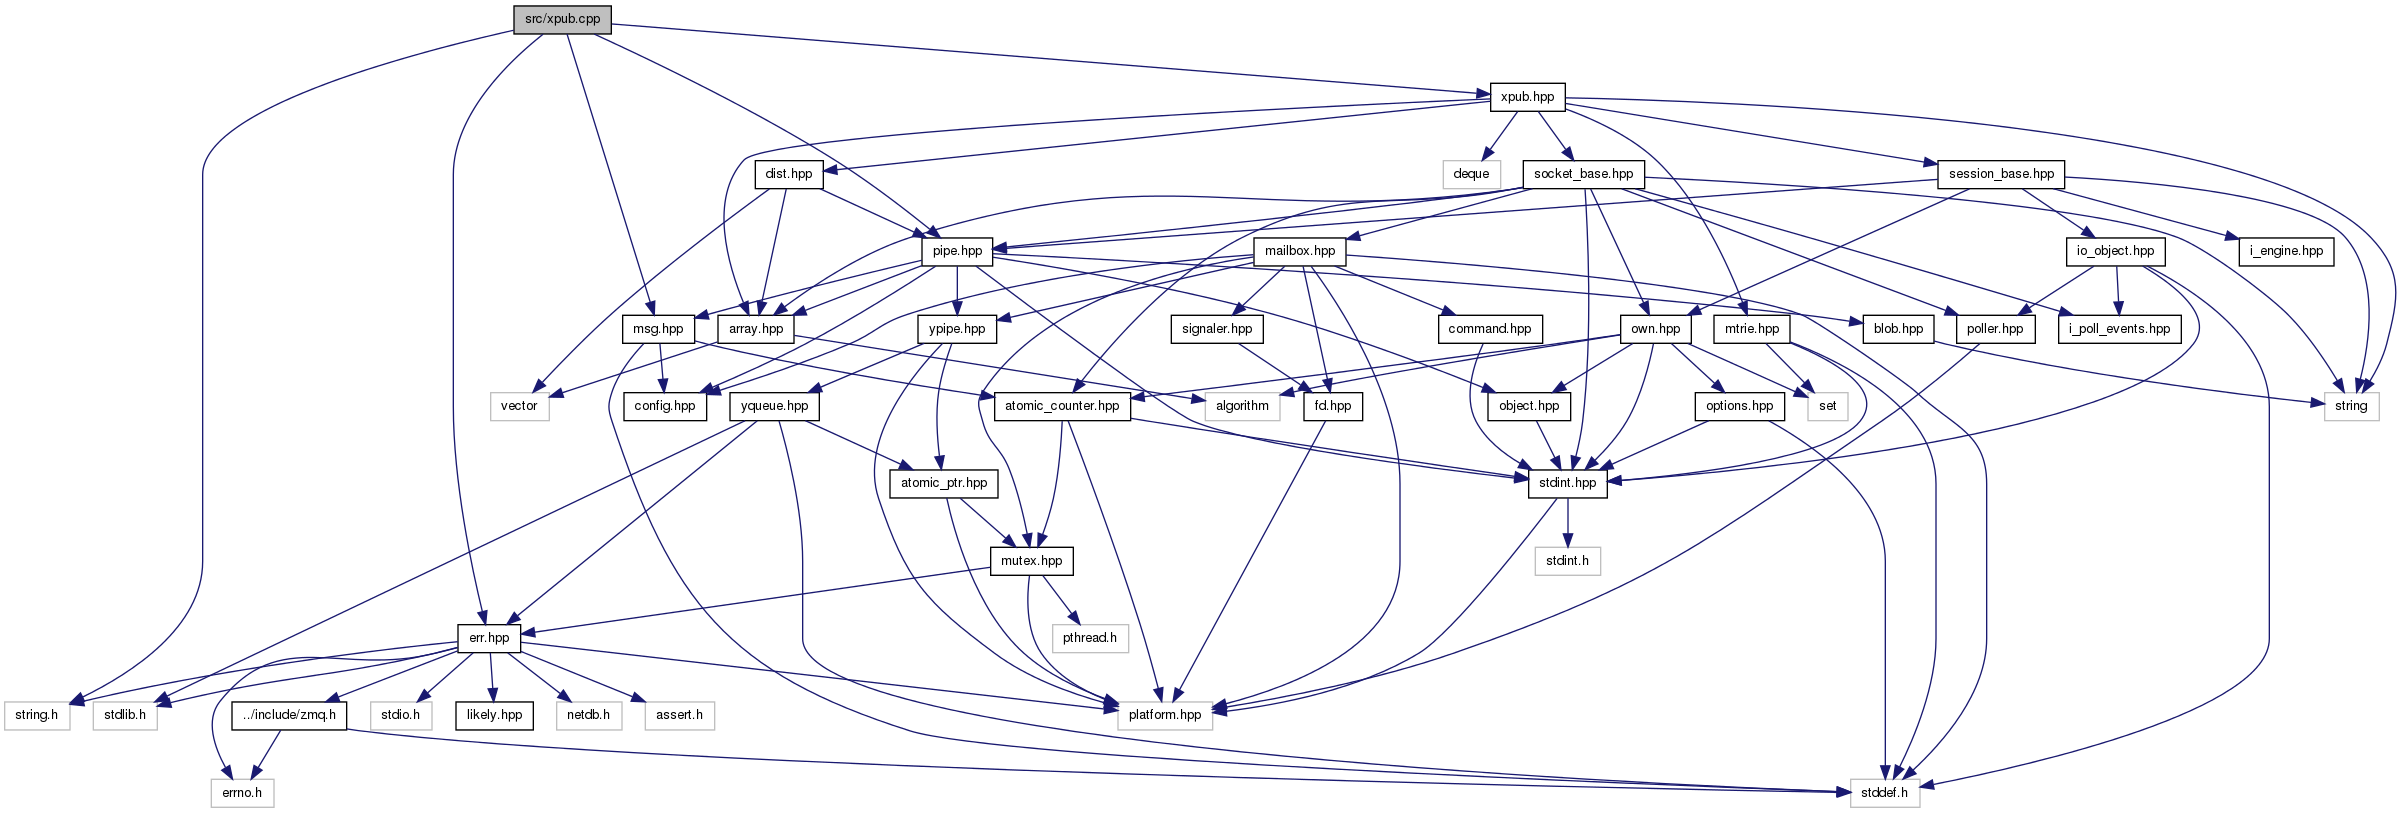 src/xpub.cpp
xpub.hpp
dist.hpp
deque
socket_base.hpp
session_base.hpp
pipe.hpp
mailbox.hpp
io_object.hpp
i_engine.hpp
msg.hpp
array.hpp
ypipe.hpp
signaler.hpp
command.hpp
own.hpp
mtrie.hpp
blob.hpp
poller.hpp
i_poll_events.hpp
vector
config.hpp
yqueue.hpp
atomic_counter.hpp
algorithm
fd.hpp
object.hpp
options.hpp
set
string
atomic_ptr.hpp
stdint.hpp
mutex.hpp
stdint.h
err.hpp
pthread.h
string.h
stdlib.h
../include/zmq.h
stdio.h
likely.hpp
netdb.h
assert.h
platform.hpp
errno.h
stddef.h